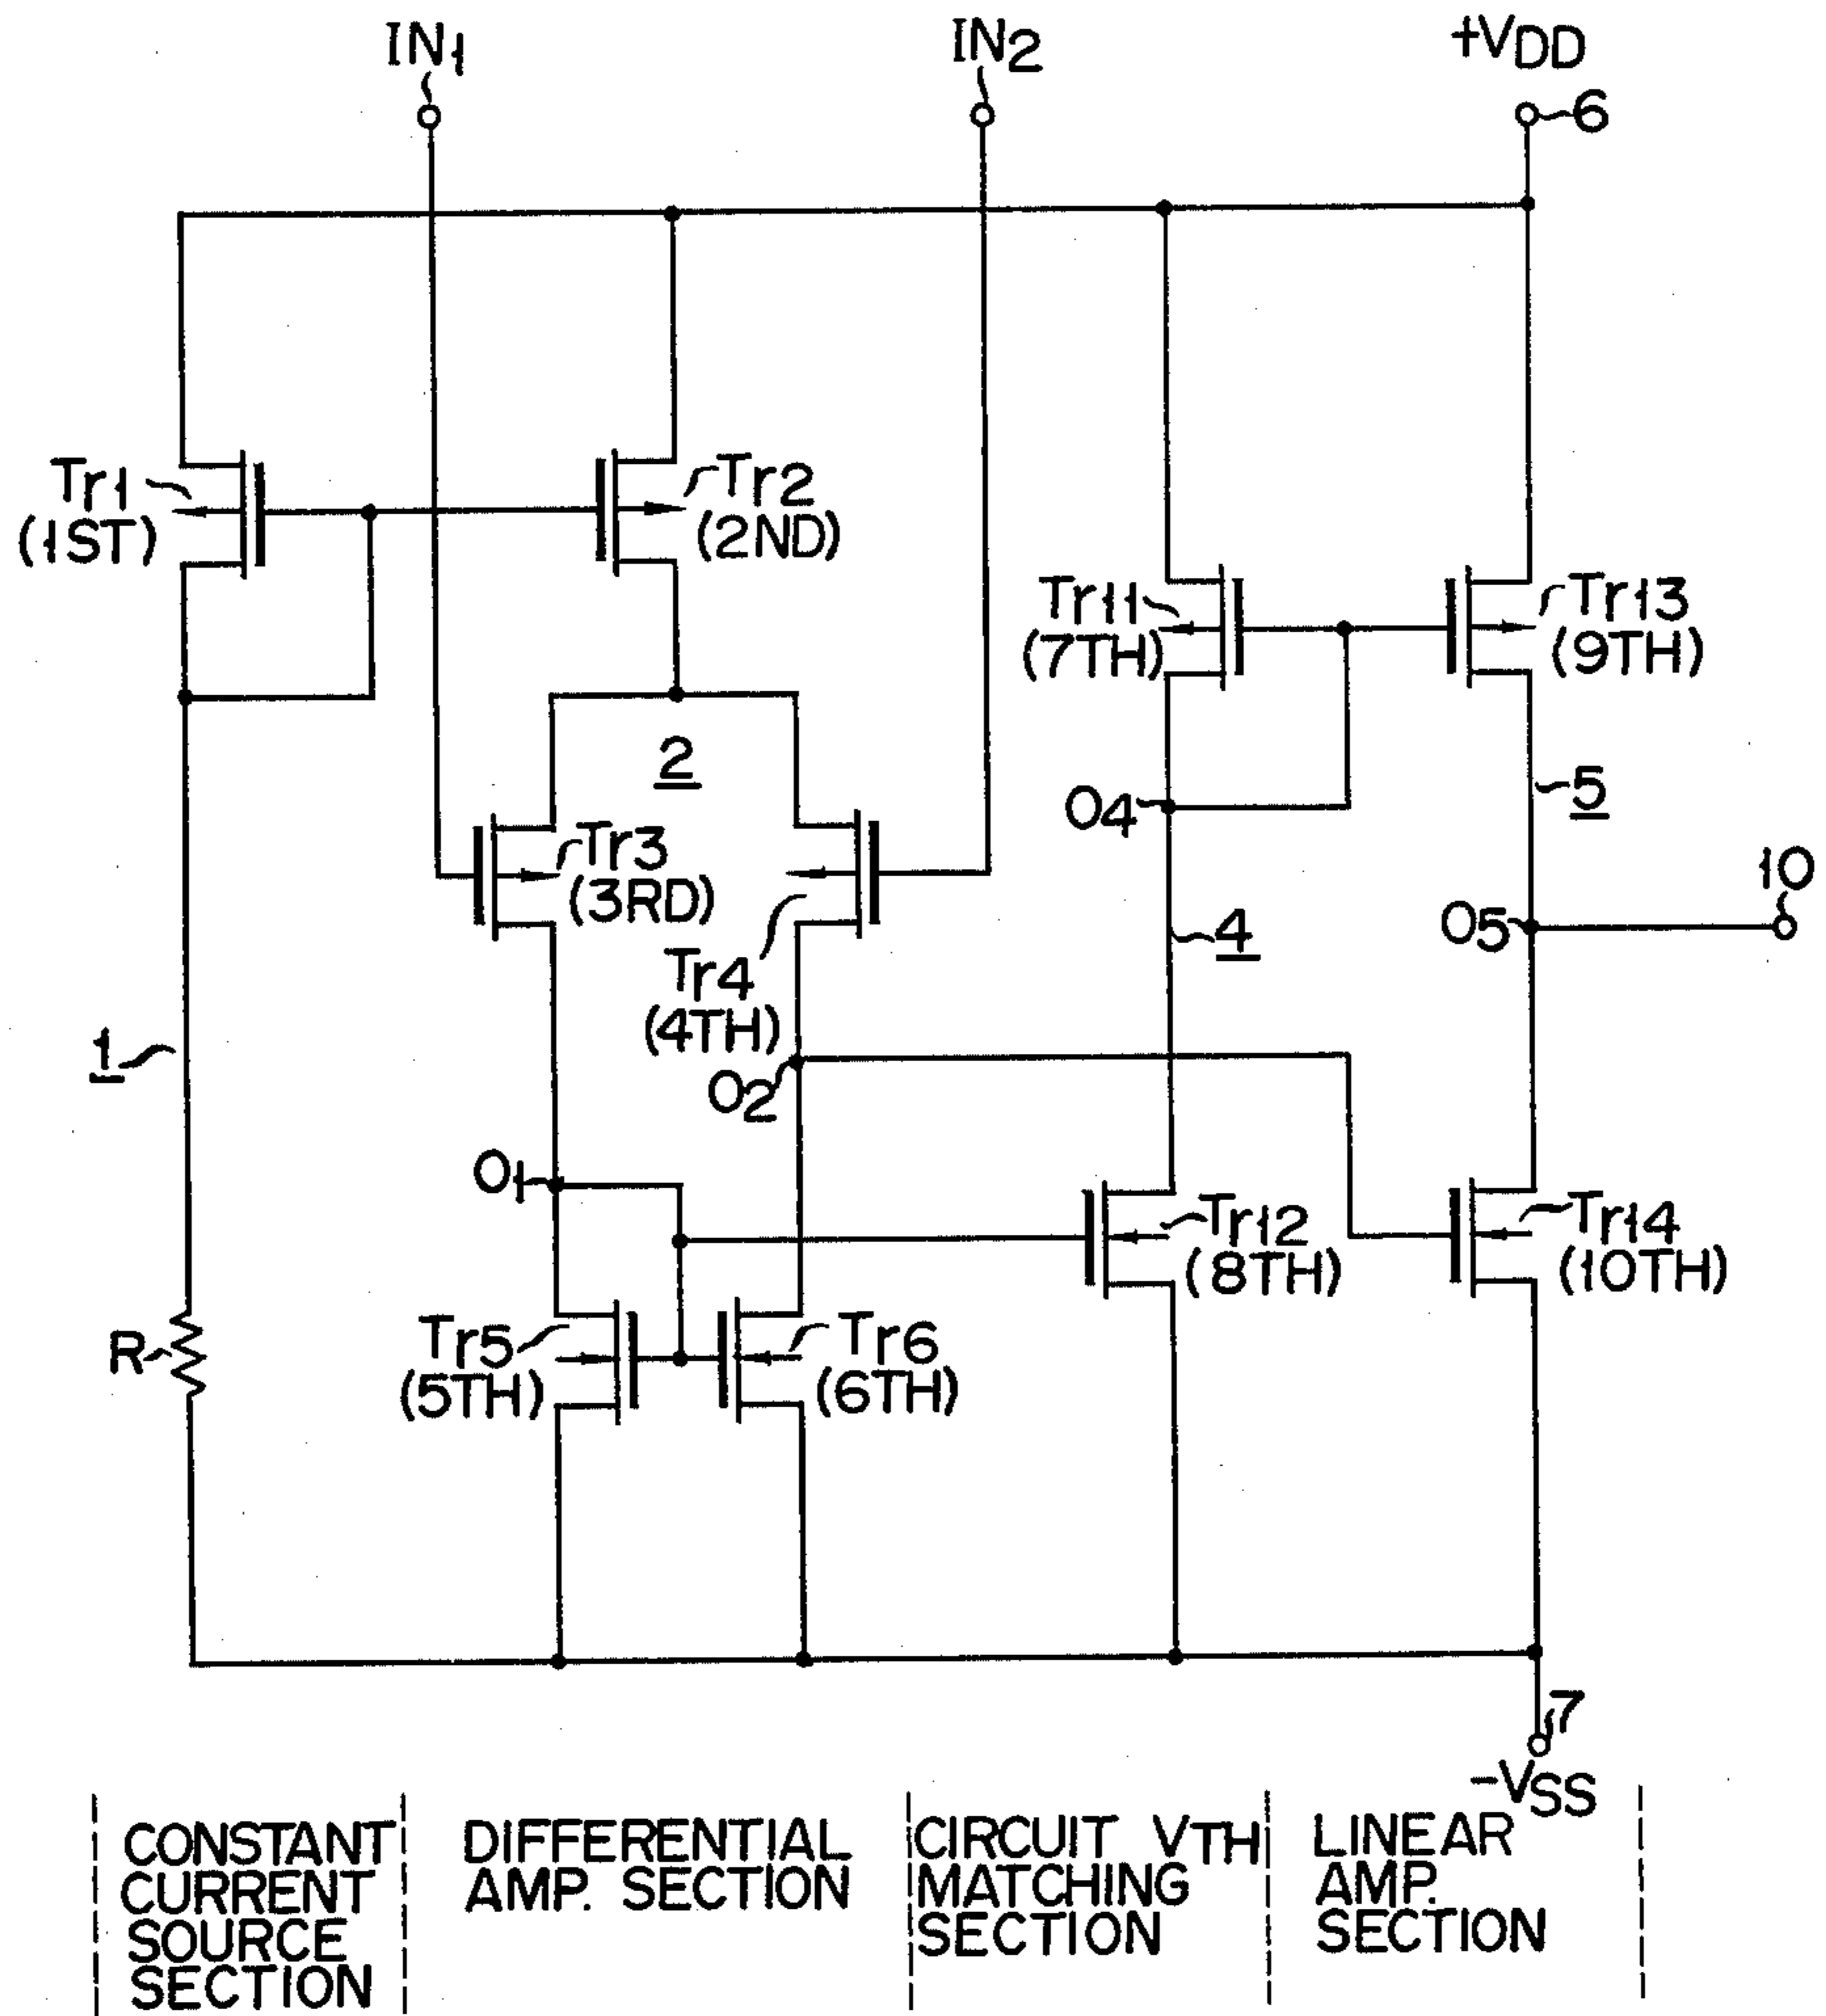 IN1
IN2
+VDD
6
Tr1
(1ST)
Tr2
(2ND)
Tr11
(7TH)
Tr13
(9TH)
2
5
O4
Tr3
(3RD)
10
4
O5
Tr4
(4TH)
1
O2
O1
Tr12
(8TH)
Tr14
(10TH)
R
Tr5
(5TH)
Tr6
(6TH)
7
-VSS
CONSTANT
CURRENT
SOURCE
SECTION
DIFFERENTIAL
AMP. SECTION
CIRCUIT VTH
MATCHING
SECTION
LINEAR
AMP.
SECTION